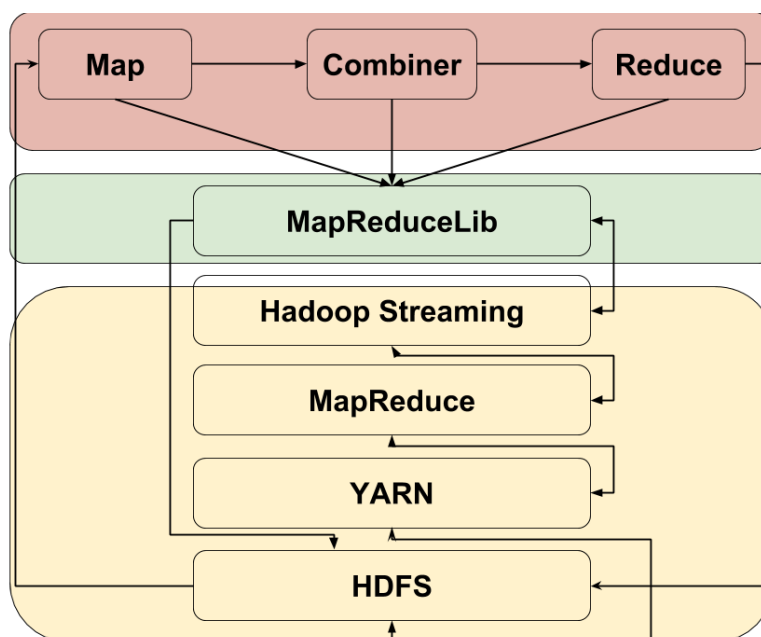 Map
Combiner
Reduce
MapReduceLib
Hadoop Streaming
MapReduce
YARN
HDFS